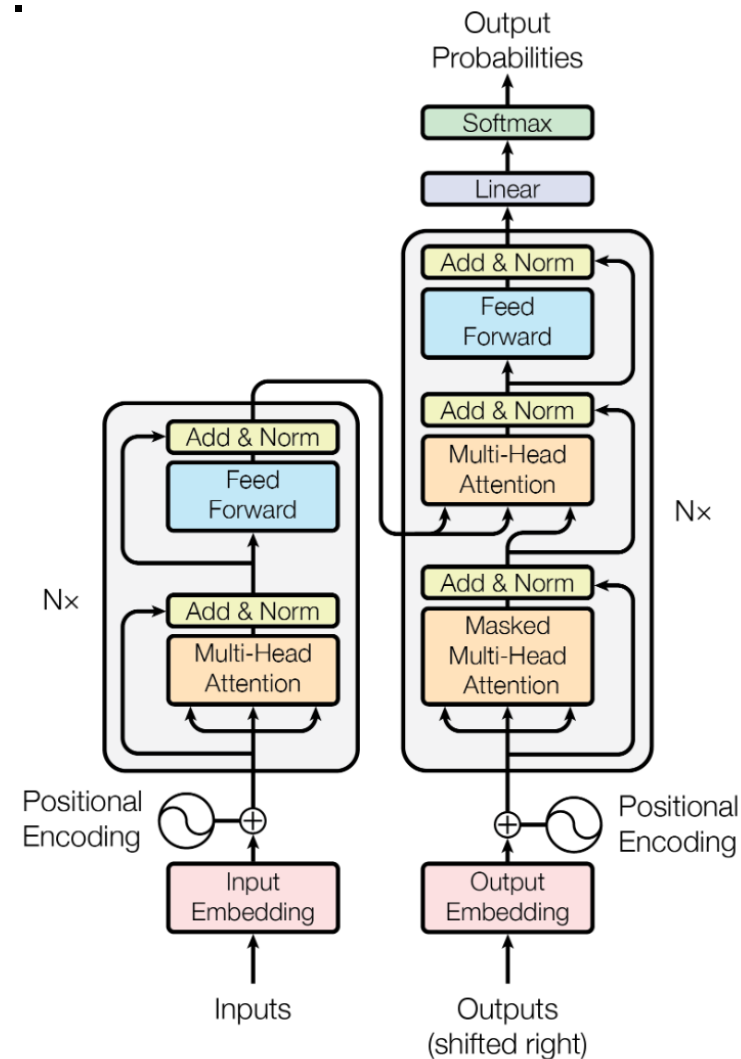 Output
Probabilities
Softmax
Linear
Add & Norm
Feed
Forward
Add & Norm
Multi-Head
Attention
Add & Norm
Masked
Multi-Head
Attention
N×
Add & Norm
Feed
Forward
Add & Norm
Multi-Head
Attention
N×
Positional
Encoding
Positional
Encoding
Input
Embedding
Output
Embedding
Inputs
Outputs
(shifted right)